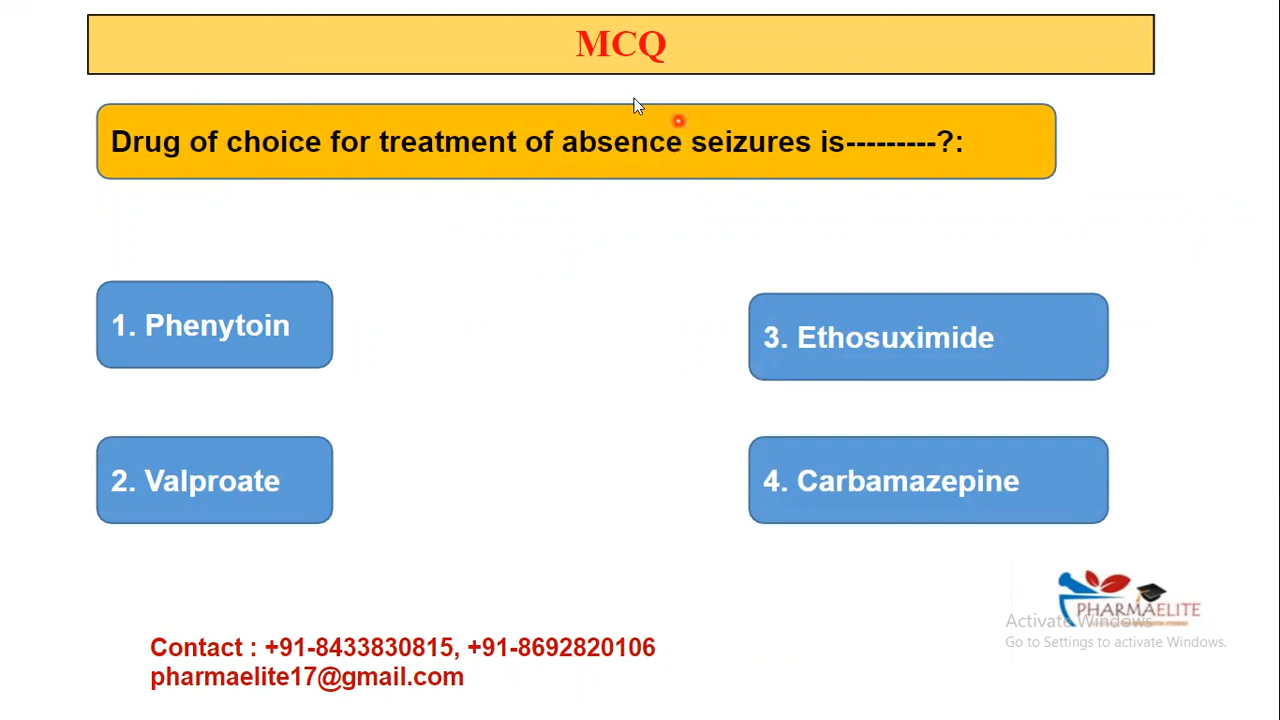 MCQ
Drug of choice for treatment of absence seizures is---------?:
1. Phenytoin
3. Ethosuximide
2. Valproate
4. Carbamazepine
PHARMAELITE
Activate Windows
Go to Settings to activate Windows.
Contact : +91-8433830815, +91-8692820106
pharmaelite17@gmail.com